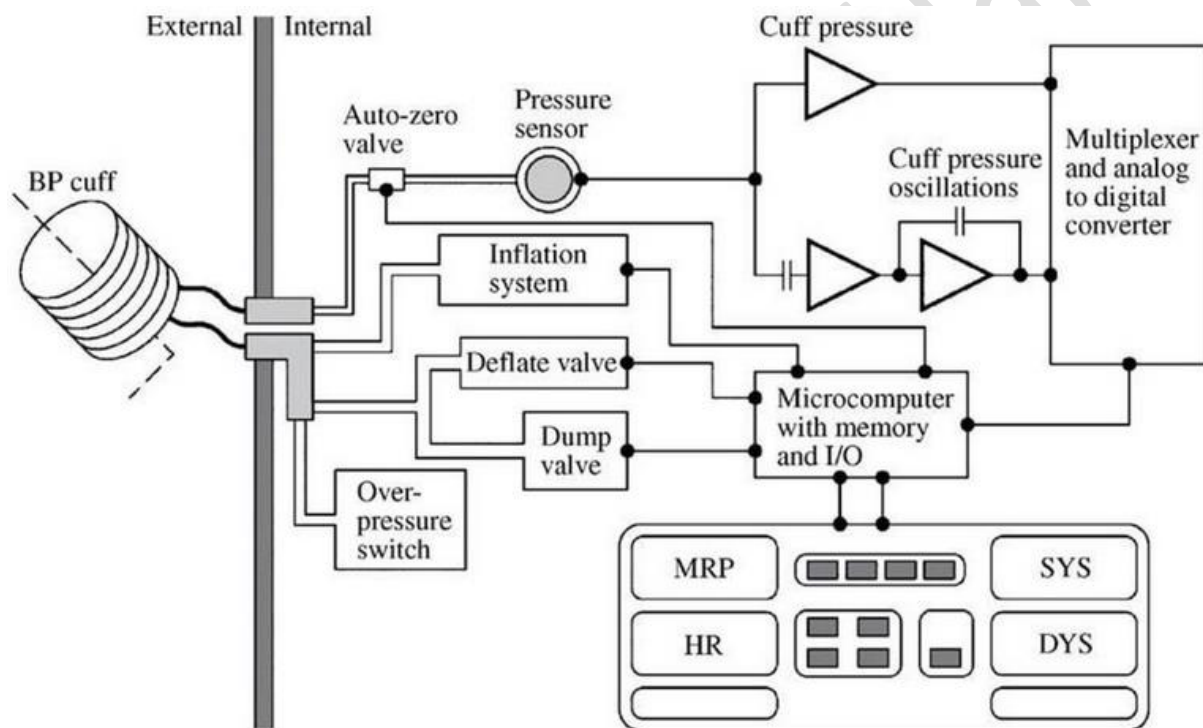 External
Internal
Cuff pressure
Auto-zero
valve
Pressure
sensor
Multiplexer
and analog
to digital
converter
BP cuff
Cuff pressure
oscillations
Inflation
system
Deflate valve
Microcomputer
with memory
and I/O
Dump
valve
Over-
pressure
switch
MRP
SYS
HR
DYS